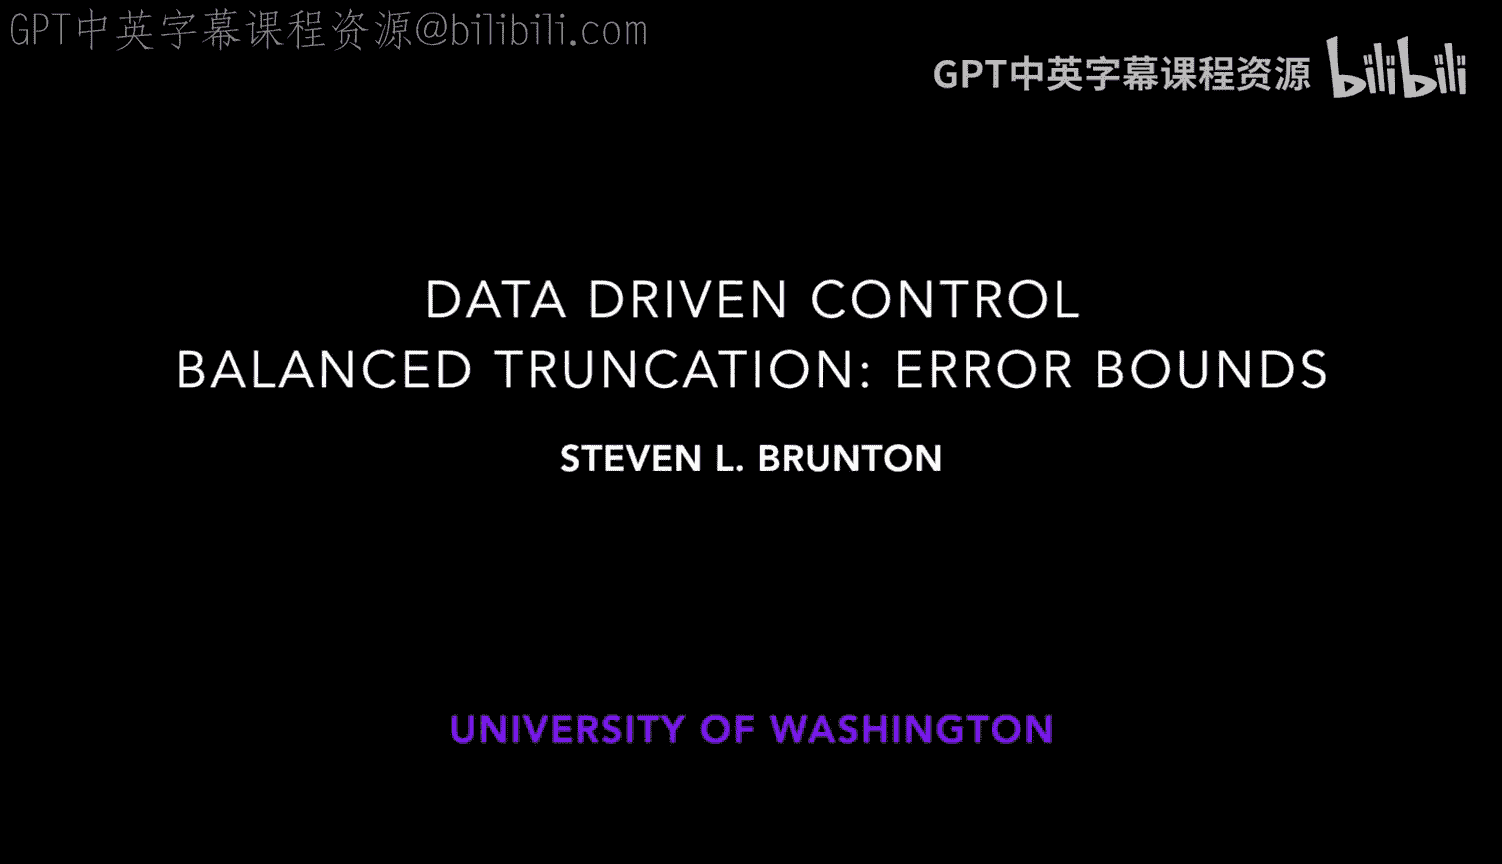 GPT中英字幕课程资源@bilibili.com
GPT中英字幕课程资源 bilibili
DATA DRIVEN CONTROL
BALANCED TRUNCATION: ERROR BOUNDS
STEVEN L. BRUNTON
UNIVERSITY OF WASHINGTON